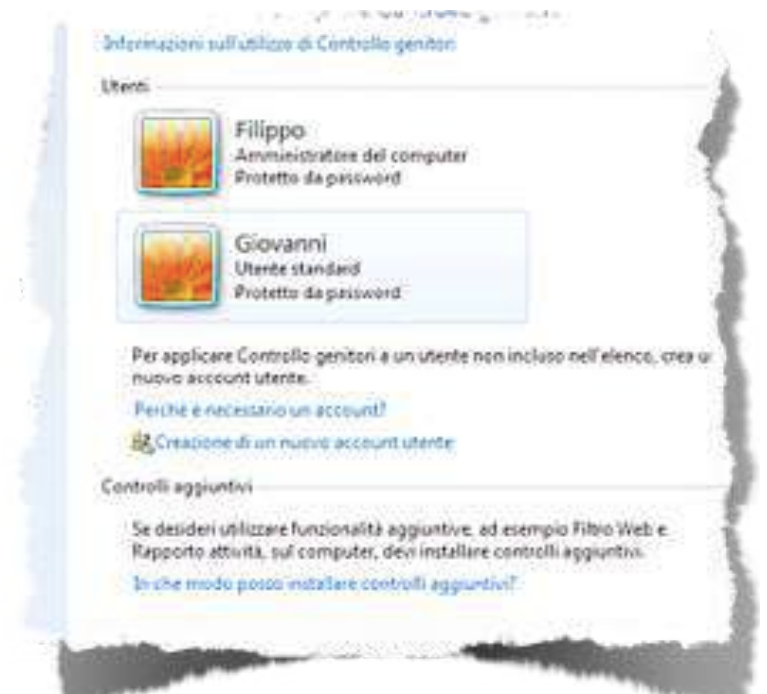 Informazioni sull'utilizzo di Controllo genitori
Utenti
Filippo
Amministratore del computer
Protetto da password
Giovanni
Utente standard
Protetto da password
Per applicare Controllo genitori a un utente non incluso nell'elenco, crea u
nuovo account utente.
Perché è necessario un account?
Creazione di un nuovo account utente
Controlli aggiuntivi
Se desideri utilizzare funzionalità aggiuntive, ad esempio Filtro Web e
Rapporto attività, sul computer, devi installare controlli aggiuntivi.
In che modo posso installare controlli aggiuntivi?